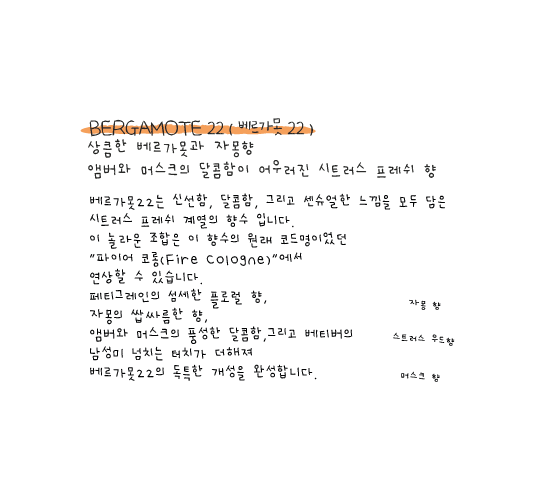 BERGAMOTE 22 ( 베르가못 22 )
상큼한 베르가못과 자몽향
앰버와 머스크의 달콤함이 어우러진 시트러스 프레쉬 향
베르가못22는 신선함, 달콤함, 그리고 센슈얼한 느낌을 모두 담은
시트러스 프레쉬 계열의 향수 입니다.
이 놀라운 조합은 이 향수의 원래 코드명이었던
"파이어 코롱(Fire Cologne)"에서
연상할 수 있습니다.
페티그레인의 섬세한 플로럴 향,
자몽의 쌉싸름한 향,
앰버와 머스크의 풍성한 달콤함,그리고 베티버의
남성미 넘치는 터치가 더해져
베르가못22의 독특한 개성을 완성합니다.
자몽 향
스트러스 우드향
머스크 향